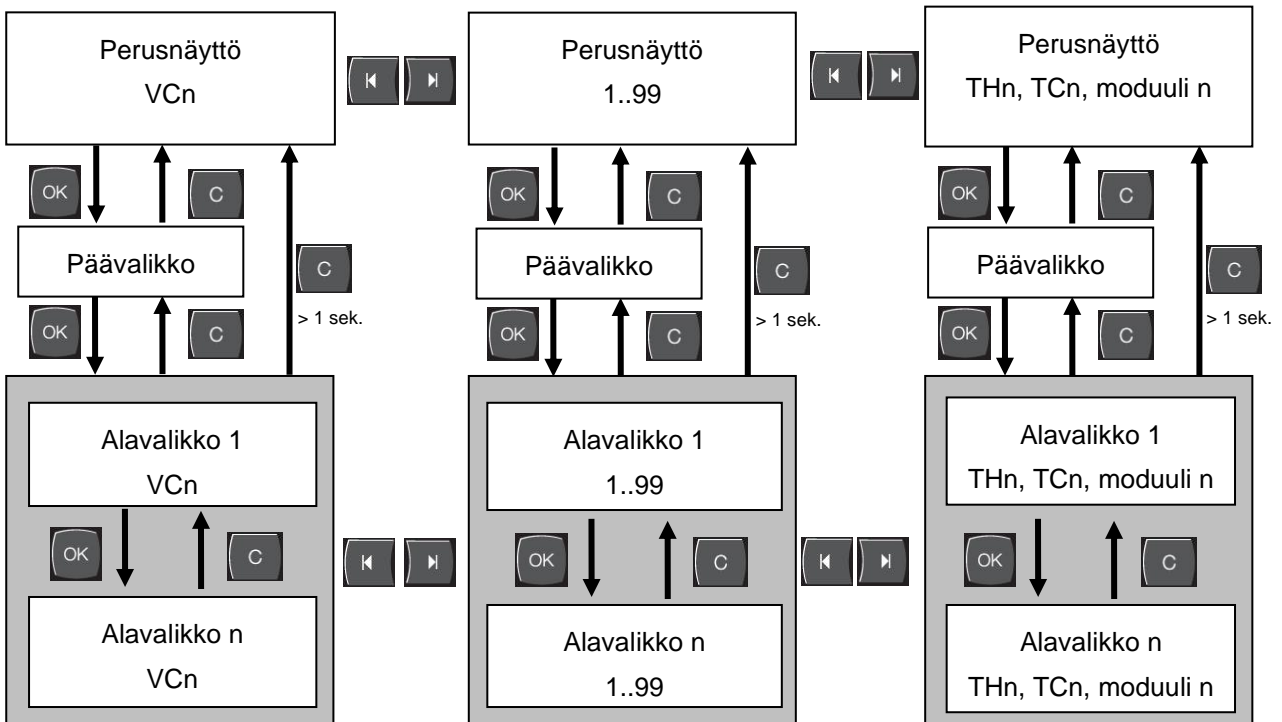 Perusnäyttö
VCn
Perusnäyttö
1..99
Perusnäyttö
THn, TCn, moduuli n
OK
C
OK
C
OK
C
Päävalikko
C
> 1 sek.
Päävalikko
C
> 1 sek.
Päävalikko
C
> 1 sek.
OK
C
OK
C
OK
C
Alavalikko 1
VCn
Alavalikko 1
1..99
Alavalikko 1
THn, TCn, moduuli n
OK
C
OK
C
OK
C
Alavalikko n
VCn
Alavalikko n
1..99
Alavalikko n
THn, TCn, moduuli n